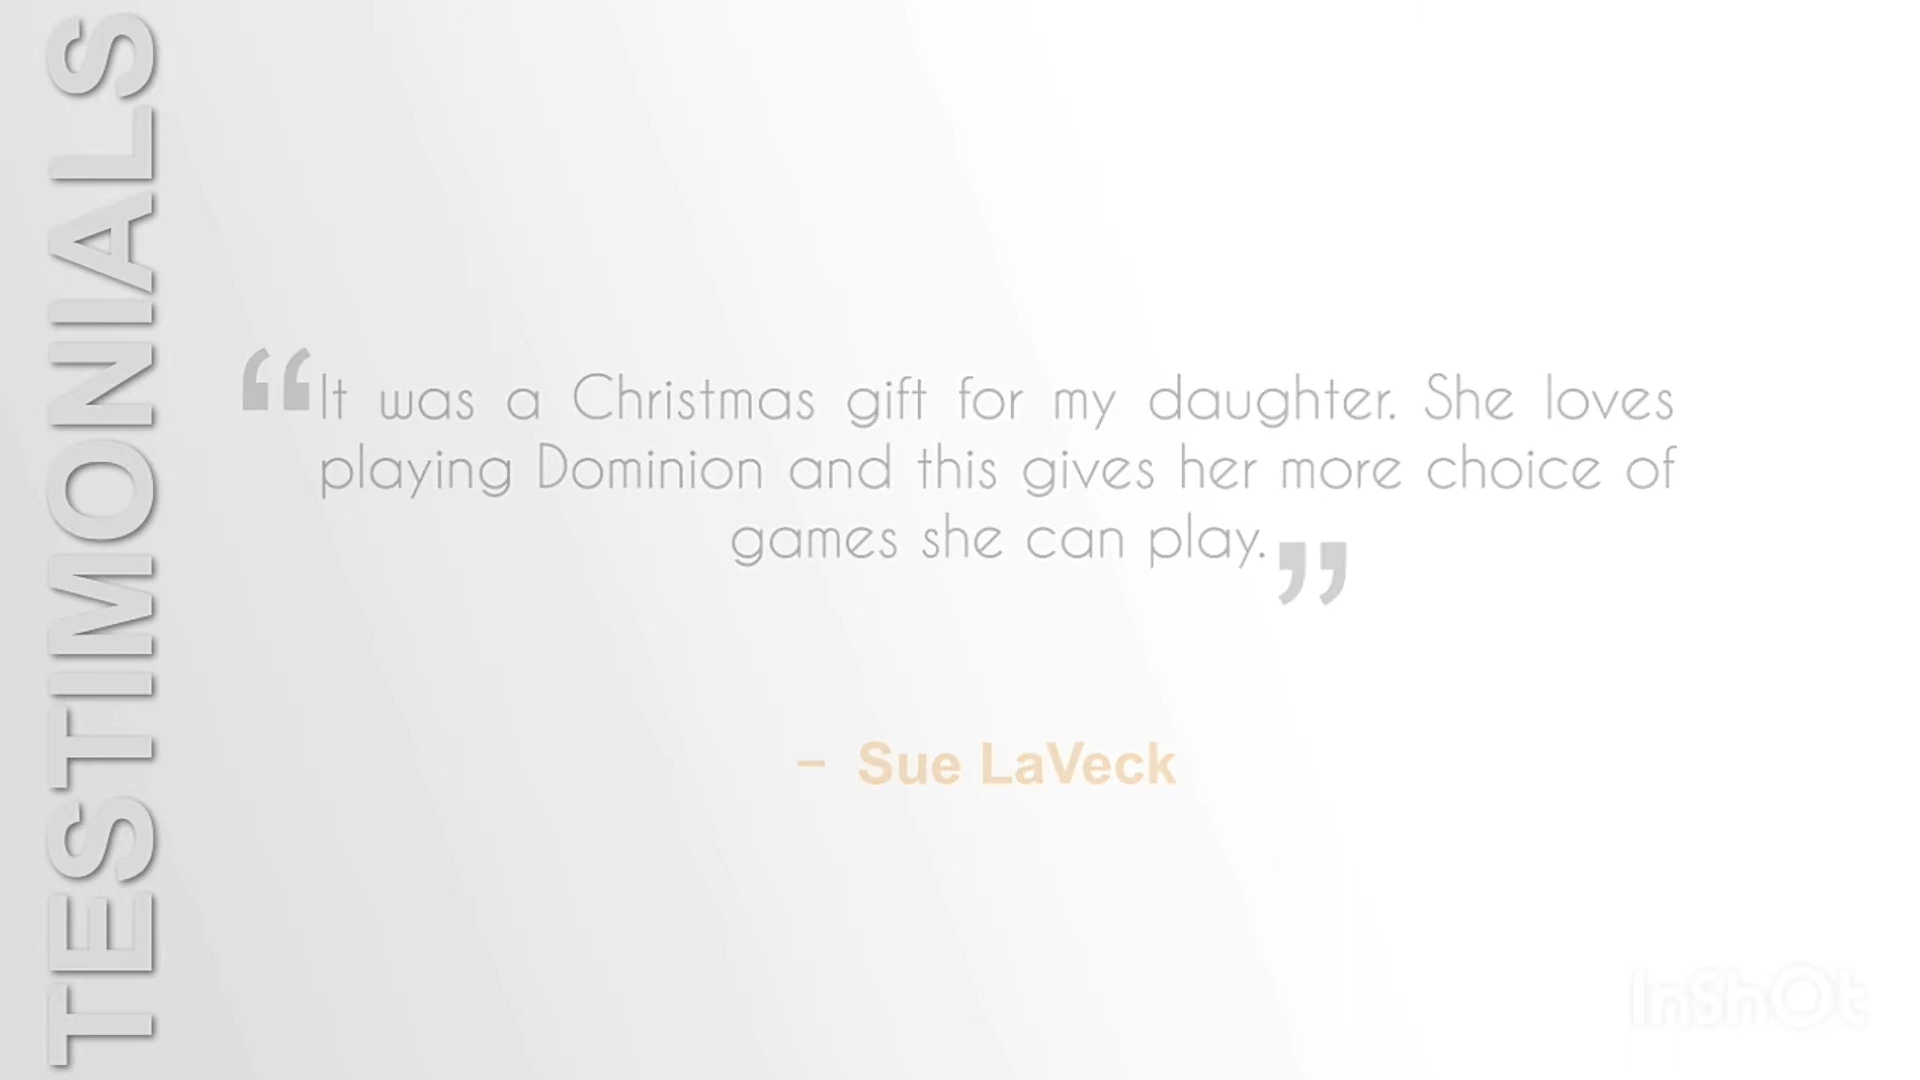 TESTIMONIALS
“It was a Christmas gift for my daughter. She loves
playing Dominion and this gives her more choice of
games she can play.”
– Sue LaVeck
InShOt